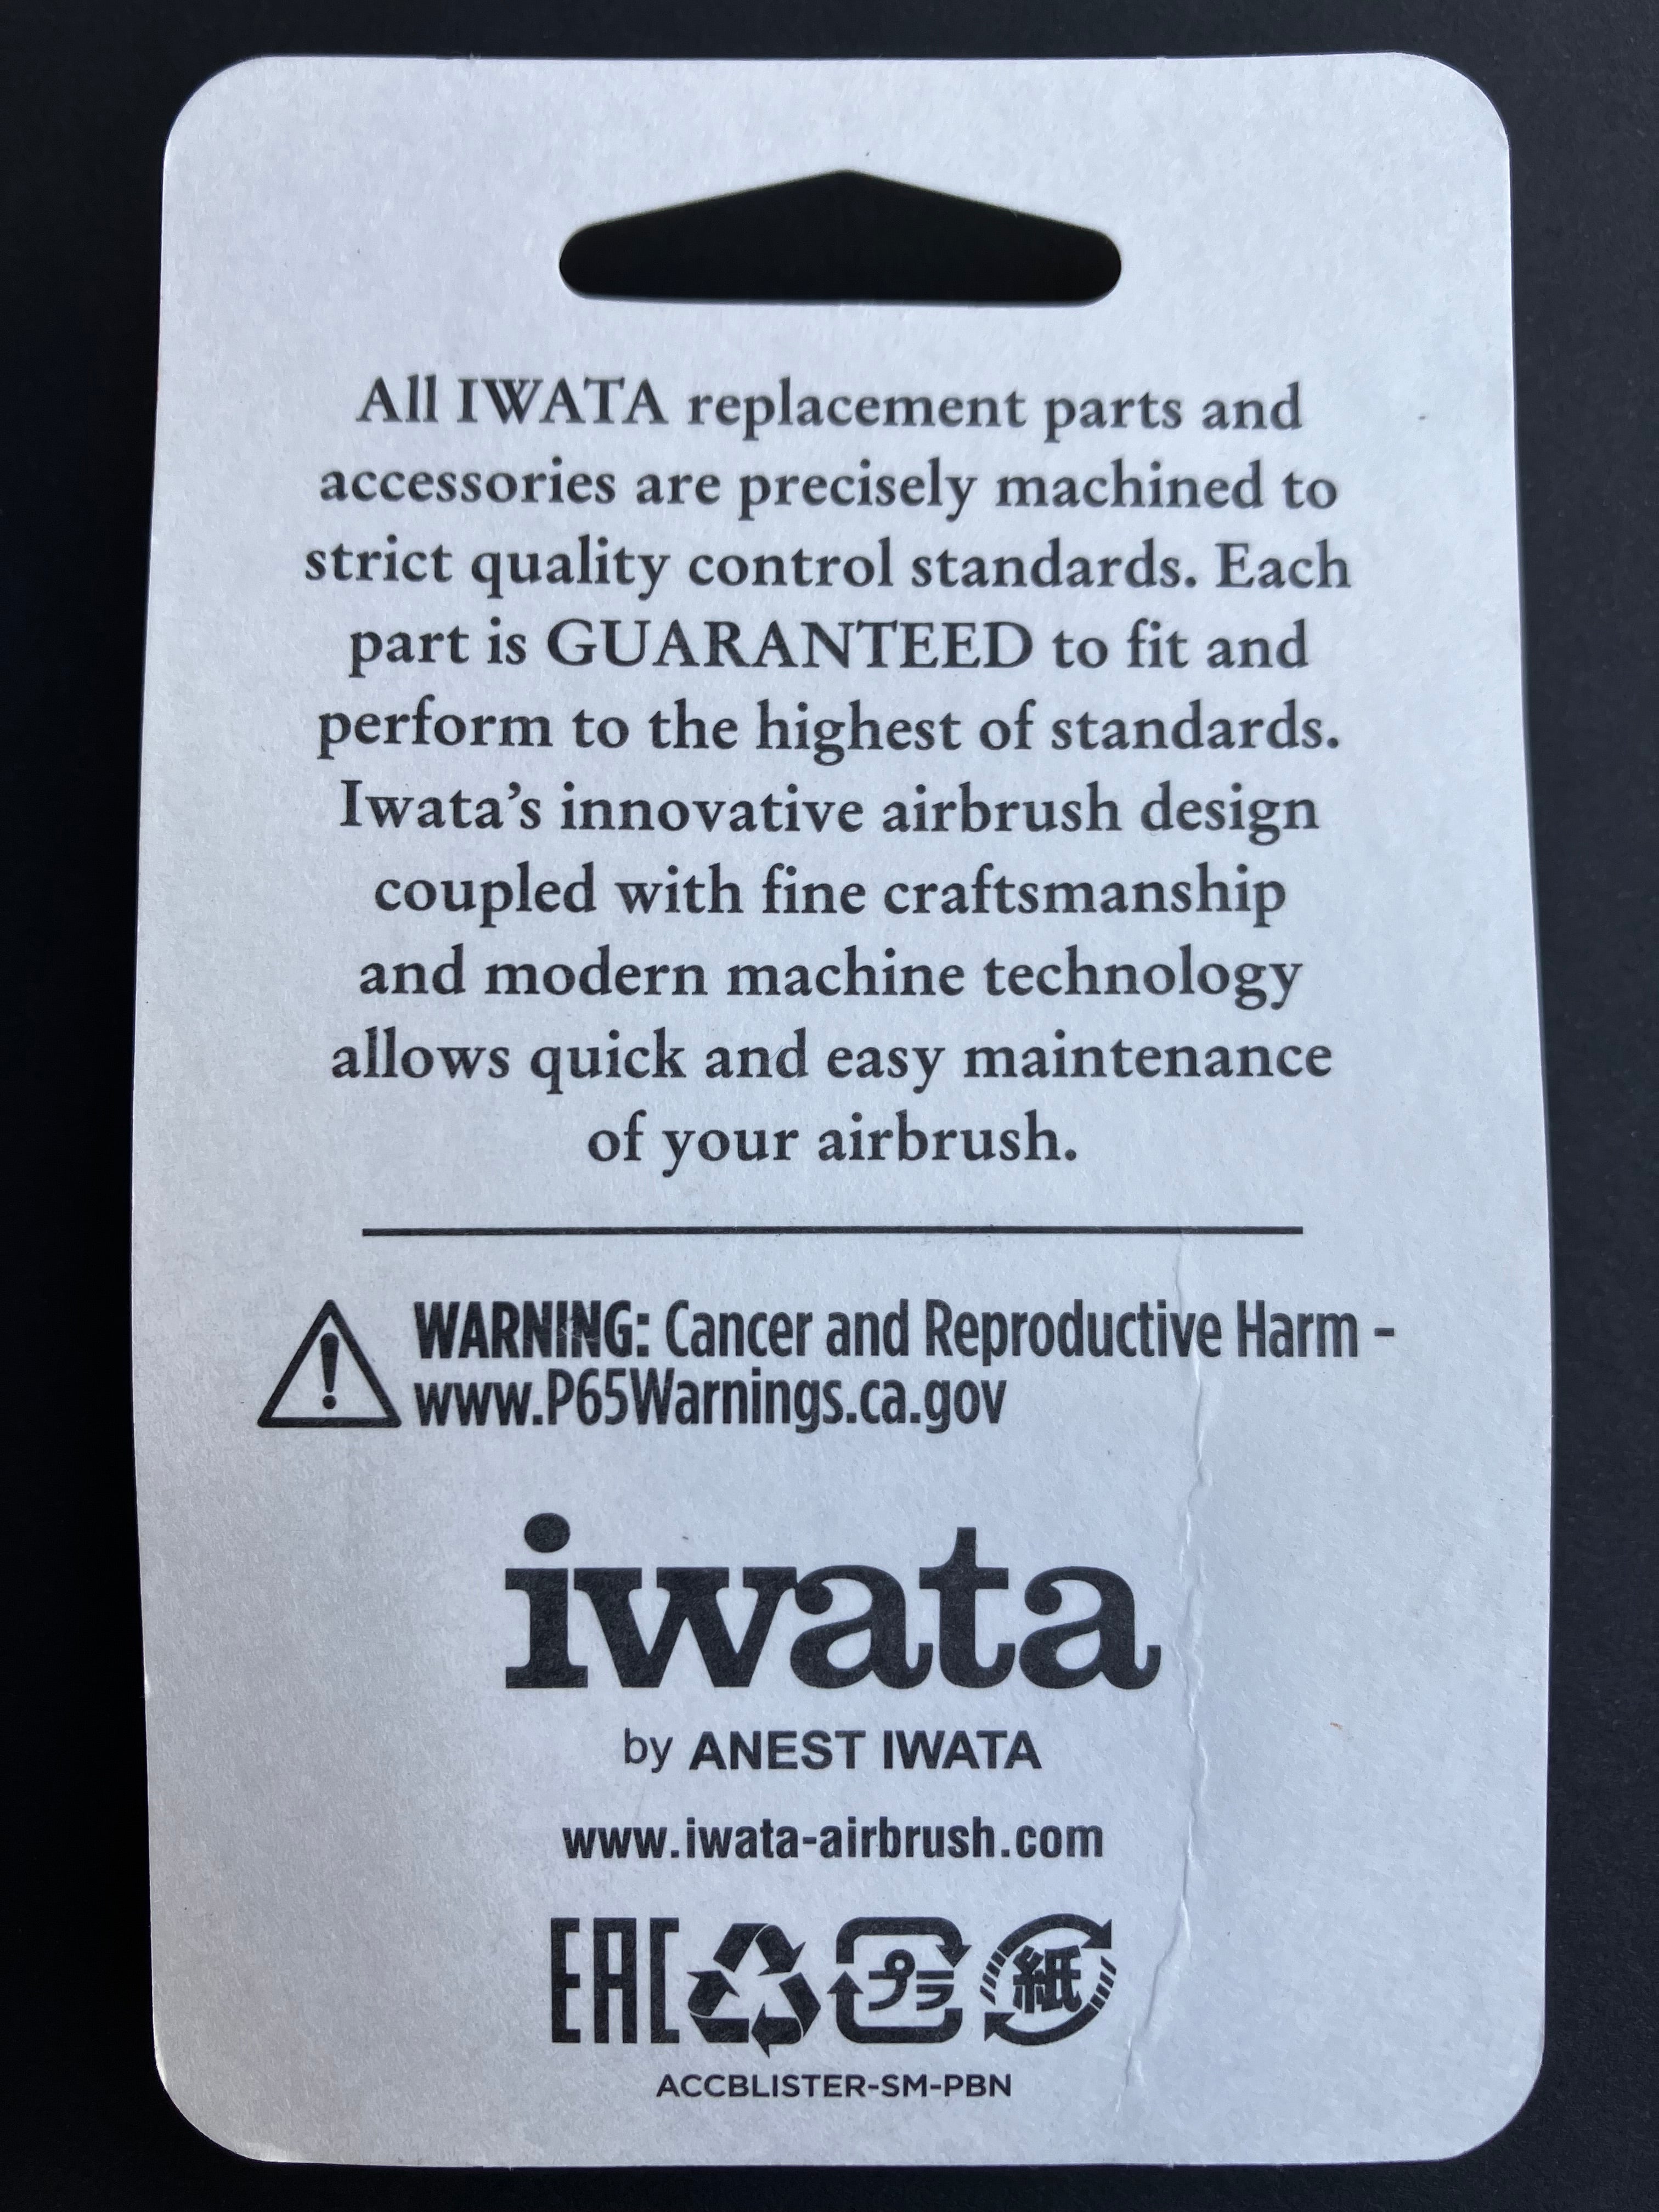 All IWATA replacement parts and
accessories are precisely machined to
strict quality control standards. Each
part is GUARANTEED to fit and
perform to the highest of standards.
Iwata’s innovative airbrush design
coupled with fine craftsmanship
and modern machine technology
allows quick and easy maintenance
of your airbrush.
WARNING: Cancer and Reproductive Harm -
www.P65Warnings.ca.gov
iwata
by ANEST IWATA
www.iwata-airbrush.com
EAC プラ 紙
ACCBLISTER-SM-PBN